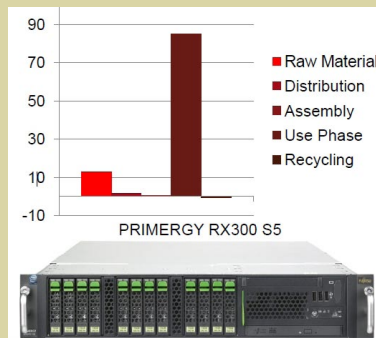 90
70
50
30
10
-10
Raw Material
Distribution
Assembly
Use Phase
Recycling
PRIMERGY RX300 S5